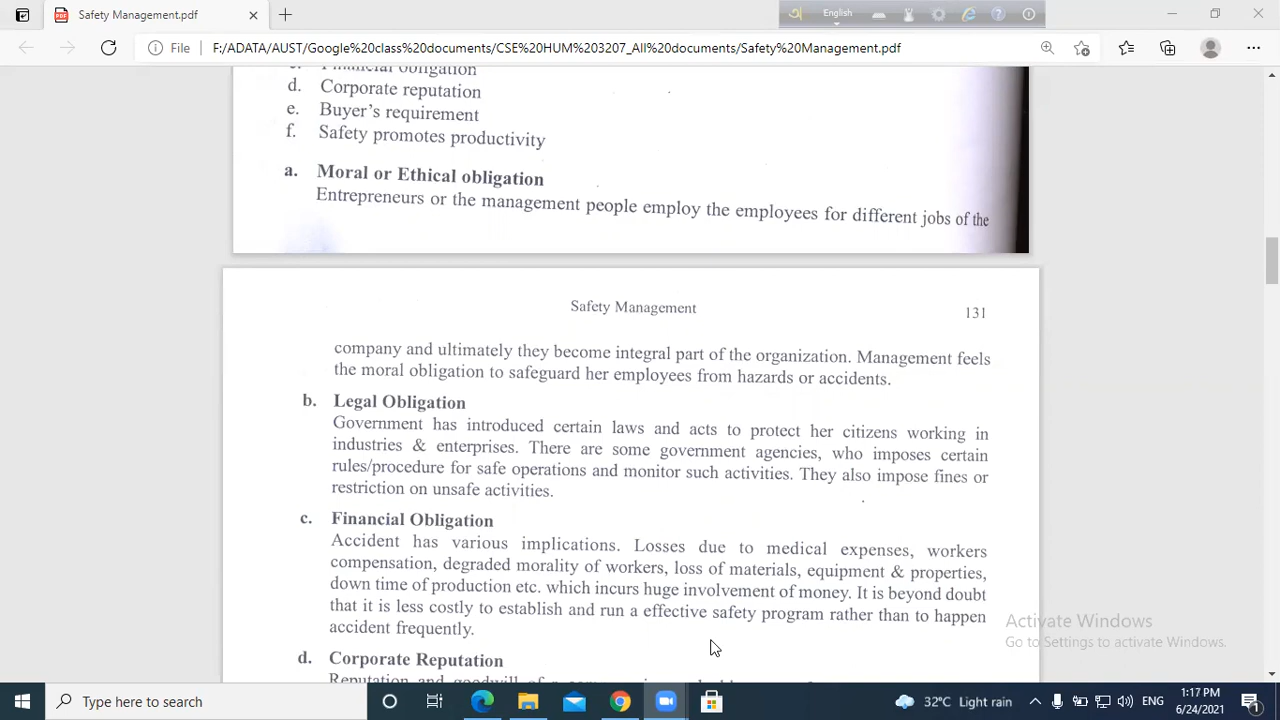 Safety Management.pdf
English
File F:/ADATA/AUST/Google%20class%20documents/CSE%20HUM%203207_All%20documents/Safety%20Management.pdf
c. Financial obligation
d. Corporate reputation
e. Buyer's requirement
f. Safety promotes productivity
a. Moral or Ethical obligation
Entrepreneurs or the management people employ the employees for different jobs of the
Safety Management 131
company and ultimately they become integral part of the organization. Management feels
the moral obligation to safeguard her employees from hazards or accidents.
b. Legal Obligation
Government has introduced certain laws and acts to protect her citizens working in
industries & enterprises. There are some government agencies, who imposes certain
rules/procedure for safe operations and monitor such activities. They also impose fines or
restriction on unsafe activities.
c. Financial Obligation
Accident has various implications. Losses due to medical expenses, workers
compensation, degraded morality of workers, loss of materials, equipment & properties,
down time of production etc. which incurs huge involvement of money. It is beyond doubt
that it is less costly to establish and run a effective safety program rather than to happen
accident frequently.
d. Corporate Reputation
Reputation and goodwill of a
Activate Windows
Go to Settings to activate Windows.
Type here to search
32°C Light rain
ENG
1:17 PM
6/24/2021